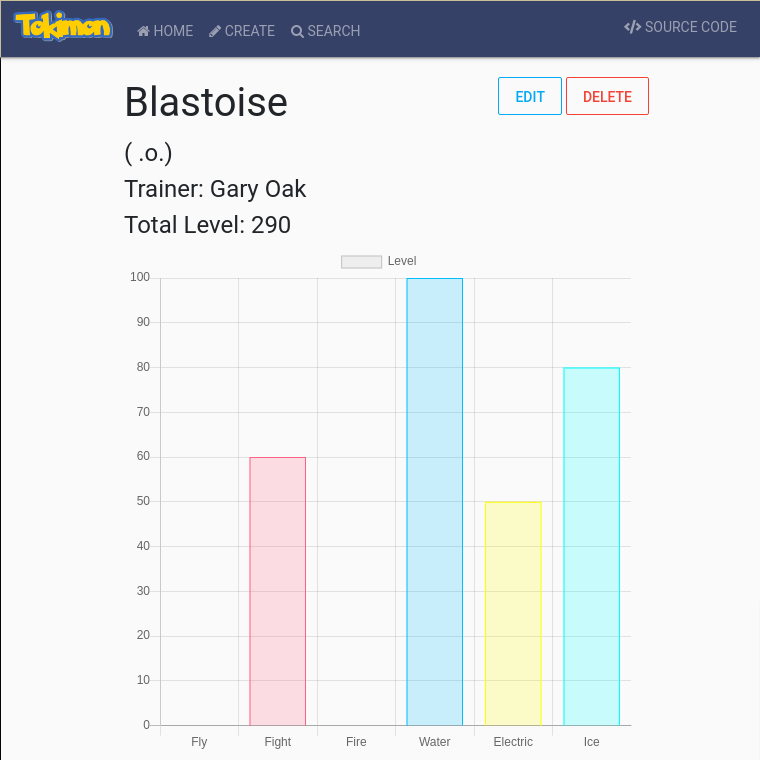 Tokimon
HOME CREATE SEARCH </> SOURCE CODE
Blastoise
EDIT DELETE
( .o.)
Trainer: Gary Oak
Total Level: 290
Level
100
90
80
70
60
50
40
30
20
10
0
Fly Fight Fire Water Electric Ice